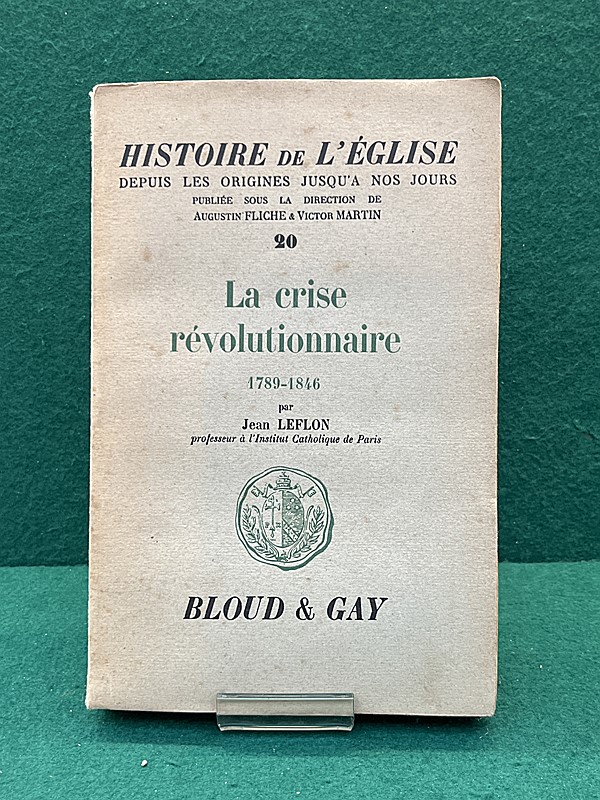 HISTOIRE DE L'ÉGLISE
DEPUIS LES ORIGINES JUSQU'A NOS JOURS
PUBLIÉE SOUS LA DIRECTION DE
AUGUSTIN FLICHE & VICTOR MARTIN
20
La crise
révolutionnaire
1789-1846
par
Jean LEFLON
professeur à l'Institut Catholique de Paris
BLOUD & GAY